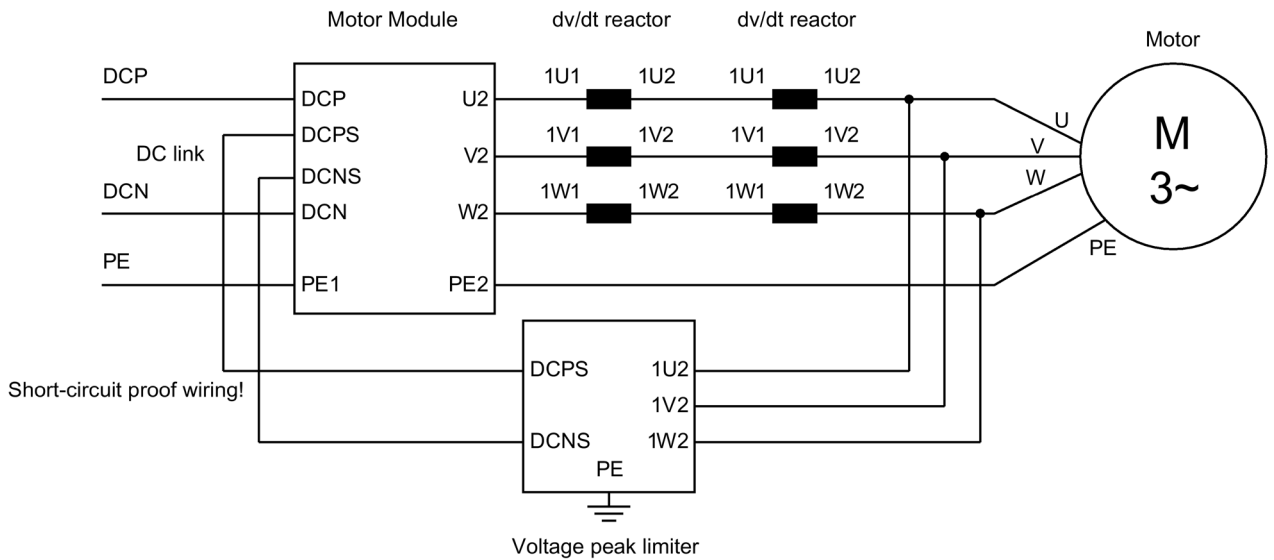 Motor Module
dv/dt reactor
dv/dt reactor
Motor
DCP
1U1
1U2
1U1
1U2
DCP
U2
DCPS
1V1
1V2
1V1
1V2
U
M
3~
DC link
V2
V
DCNS
W
DCN
1W1
1W2
1W1
1W2
DCN
W2
PE
PE
PE1
PE2
DCPS
1U2
Short-circuit proof wiring!
1V2
DCNS
1W2
PE
Voltage peak limiter